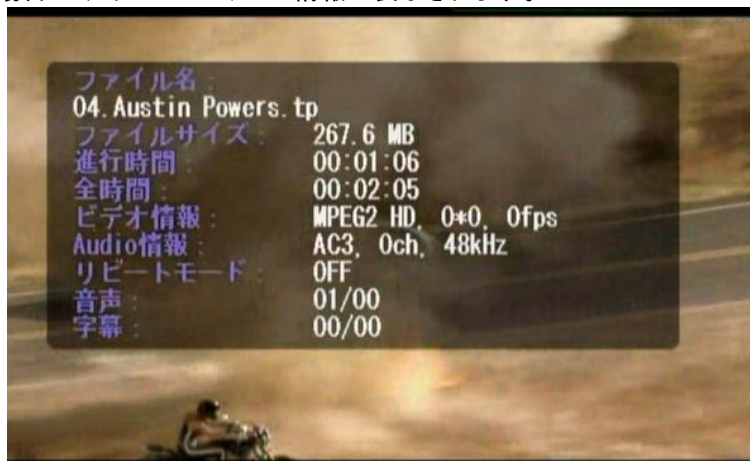 ファイル名 :
04. Austin Powers. tp
ファイルサイズ : 267.6 MB
進行時間 : 00:01:06
全時間 : 00:02:05
ビデオ情報 : MPEG2 HD, 0*0, 0fps
Audio情報 : AC3, 0ch, 48kHz
リピートモード : OFF
音声 : 01/00
字幕 : 00/00